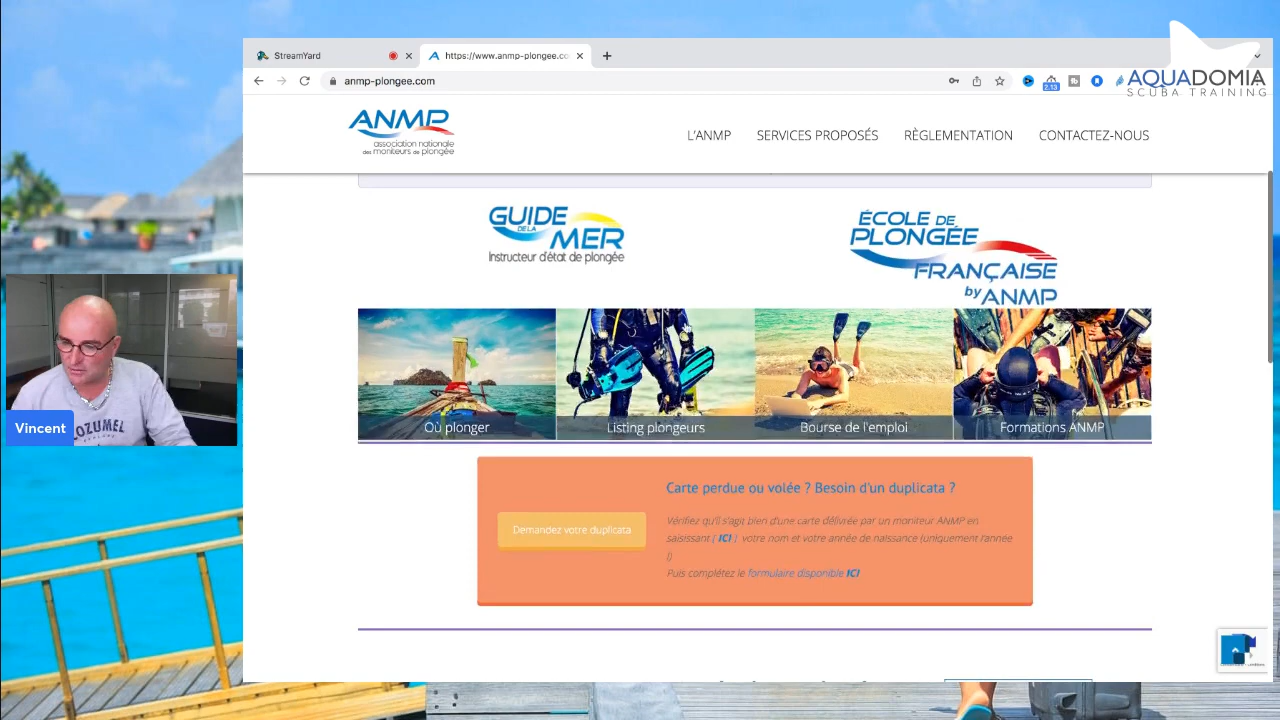 StreamYard
https://www.anmp-plongee.co
anmp-plongee.com
2.13
AQUADOMIA
SCUBA TRAINING
ANMP
association nationale
des moniteurs de plongée
L'ANMP
SERVICES PROPOSÉS
RÈGLEMENTATION
CONTACTEZ-NOUS
GUIDE
DE LA
MER
Instructeur d'état de plongée
ÉCOLE DE
PLONGÉE
FRANÇAISE
by ANMP
Où plonger
Listing plongeurs
Bourse de l'emploi
Formations ANMP
Carte perdue ou volée ? Besoin d'un duplicata ?
Demandez votre duplicata
Vérifiez qu'il s'agit bien d'une carte délivrée par un moniteur ANMP en
saisissant ( ICI ) votre nom et votre année de naissance (uniquement l'année
!)
Puis complétez le formulaire disponible ICI
Vincent
COZUMEL